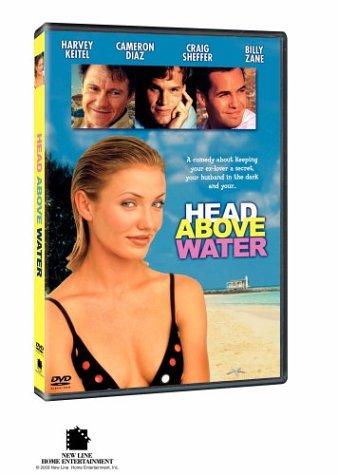 HARVEY KEITEL
CAMERON DIAZ
CRAIG SHEFFER
BILLY ZANE
A comedy about keeping
your ex-lover a secret,
your husband in the dark
and your...
HEAD
ABOVE
WATER
HEAD ABOVE WATER
DVD
NEW LINE
HOME ENTERTAINMENT